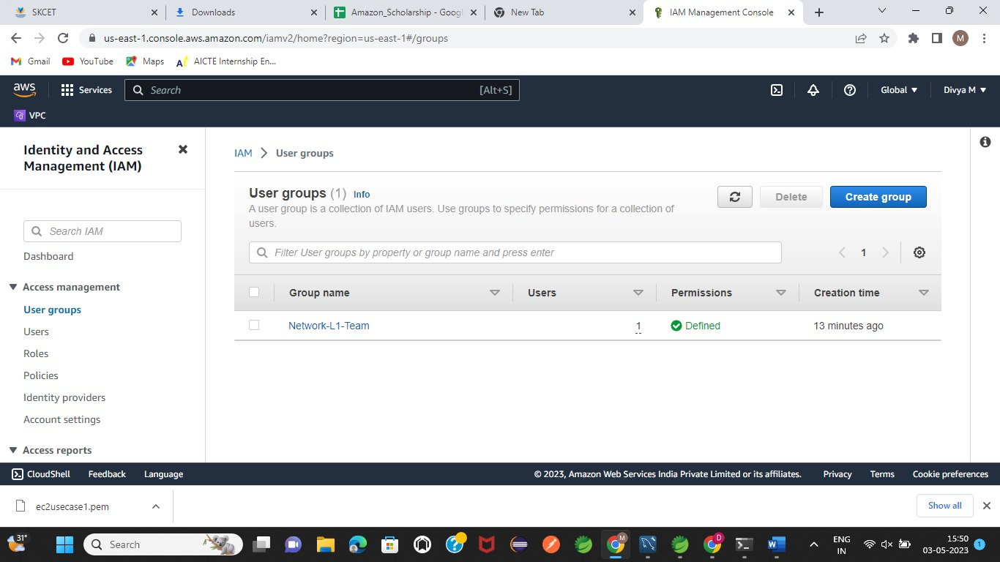 SKCET
Downloads
Amazon_Scholarship - Googl
New Tab
IAM Management Console
us-east-1.console.aws.amazon.com/iamv2/home?region=us-east-1#/groups
M
Gmail
YouTube
Maps
AICTE Internship En...
aws
Services
Search
[Alt+S]
Global
Divya M
VPC
Identity and Access
Management (IAM)
Search IAM
Dashboard
Access management
User groups
Users
Roles
Policies
Identity providers
Account settings
Access reports
IAM > User groups
User groups (1) Info
A user group is a collection of IAM users. Use groups to specify permissions for a collection of
users.
Delete
Create group
Filter User groups by property or group name and press enter
1
Group name
Users
Permissions
Creation time
Network-L1-Team
1
Defined
13 minutes ago
CloudShell
Feedback
Language
© 2023, Amazon Web Services India Private Limited or its affiliates.
Privacy
Terms
Cookie preferences
ec2usecase1.pem
Show all
31°
Search
M
D
ENG
IN
15:50
03-05-2023
1